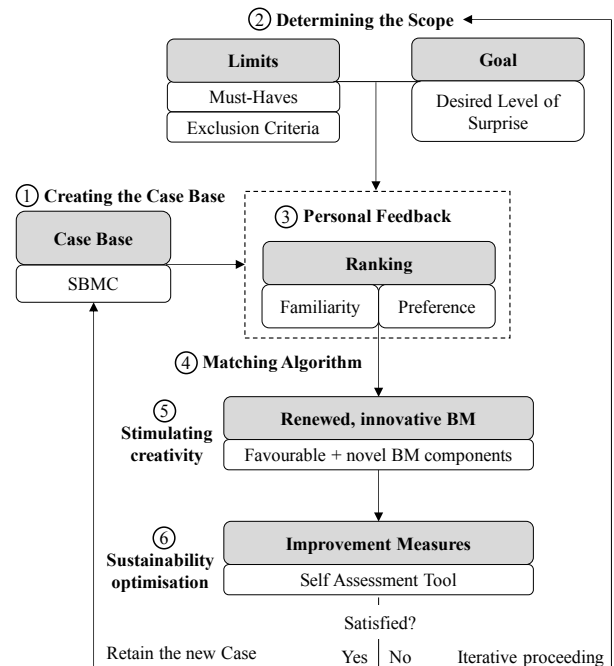 ② Determining the Scope
Limits
Must-Haves
Exclusion Criteria
Goal
Desired Level of
Surprise
① Creating the Case Base
Case Base
SBMC
③ Personal Feedback
Ranking
Familiarity
Preference
④ Matching Algorithm
⑤
Stimulating
creativity
Renewed, innovative BM
Favourable + novel BM components
⑥
Sustainability
optimisation
Improvement Measures
Self Assessment Tool
Satisfied?
Retain the new Case
Yes
No
Iterative proceeding